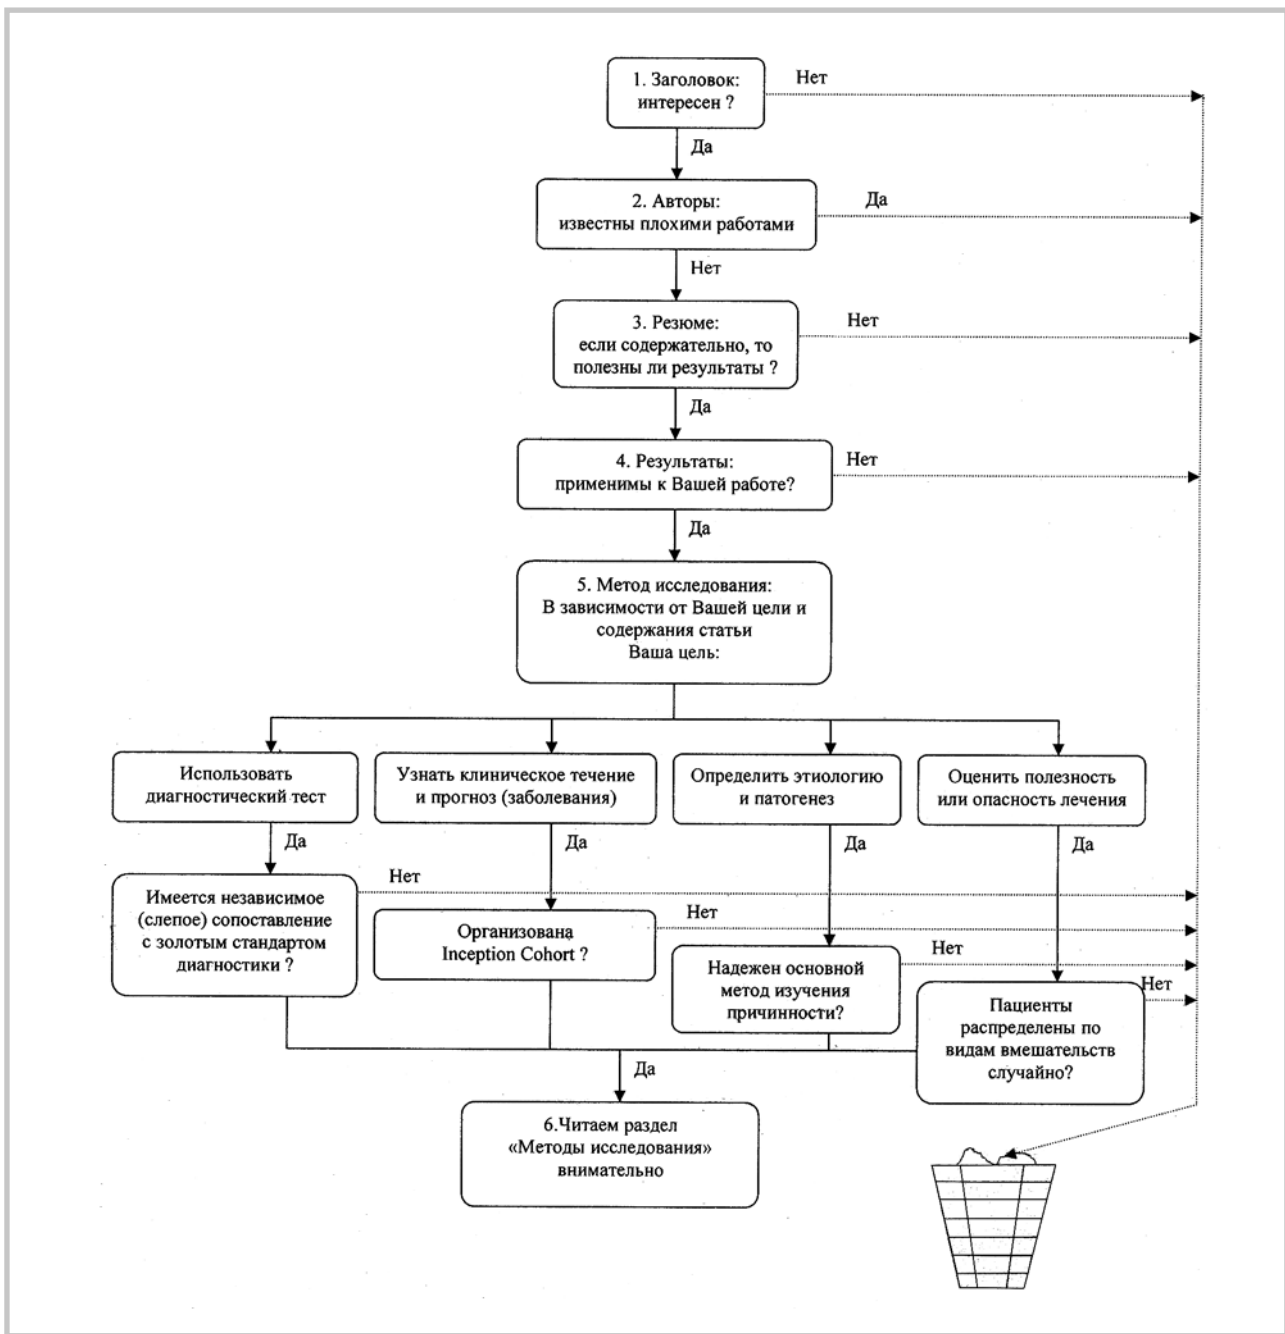 1. Заголовок:
интересен ?
Нет
Да
2. Авторы:
известны плохими работами
Да
Нет
3. Резюме:
если содержательно, то
полезны ли результаты ?
Нет
Да
4. Результаты:
применимы к Вашей работе?
Нет
Да
5. Метод исследования:
В зависимости от Вашей цели и
содержания статьи
Ваша цель:
Использовать
диагностический тест
Узнать клиническое течение
и прогноз (заболевания)
Определить этиологию
и патогенез
Оценить полезность
или опасность лечения
Да
Да
Да
Да
Имеется независимое
(слепое) сопоставление
с золотым стандартом
диагностики ?
Нет
Организована
Inception Cohort ?
Нет
Надежен основной
метод изучения
причинности?
Нет
Пациенты
распределены по
видам вмешательств
случайно?
Нет
Да
6.Читаем раздел
«Методы исследования»
внимательно